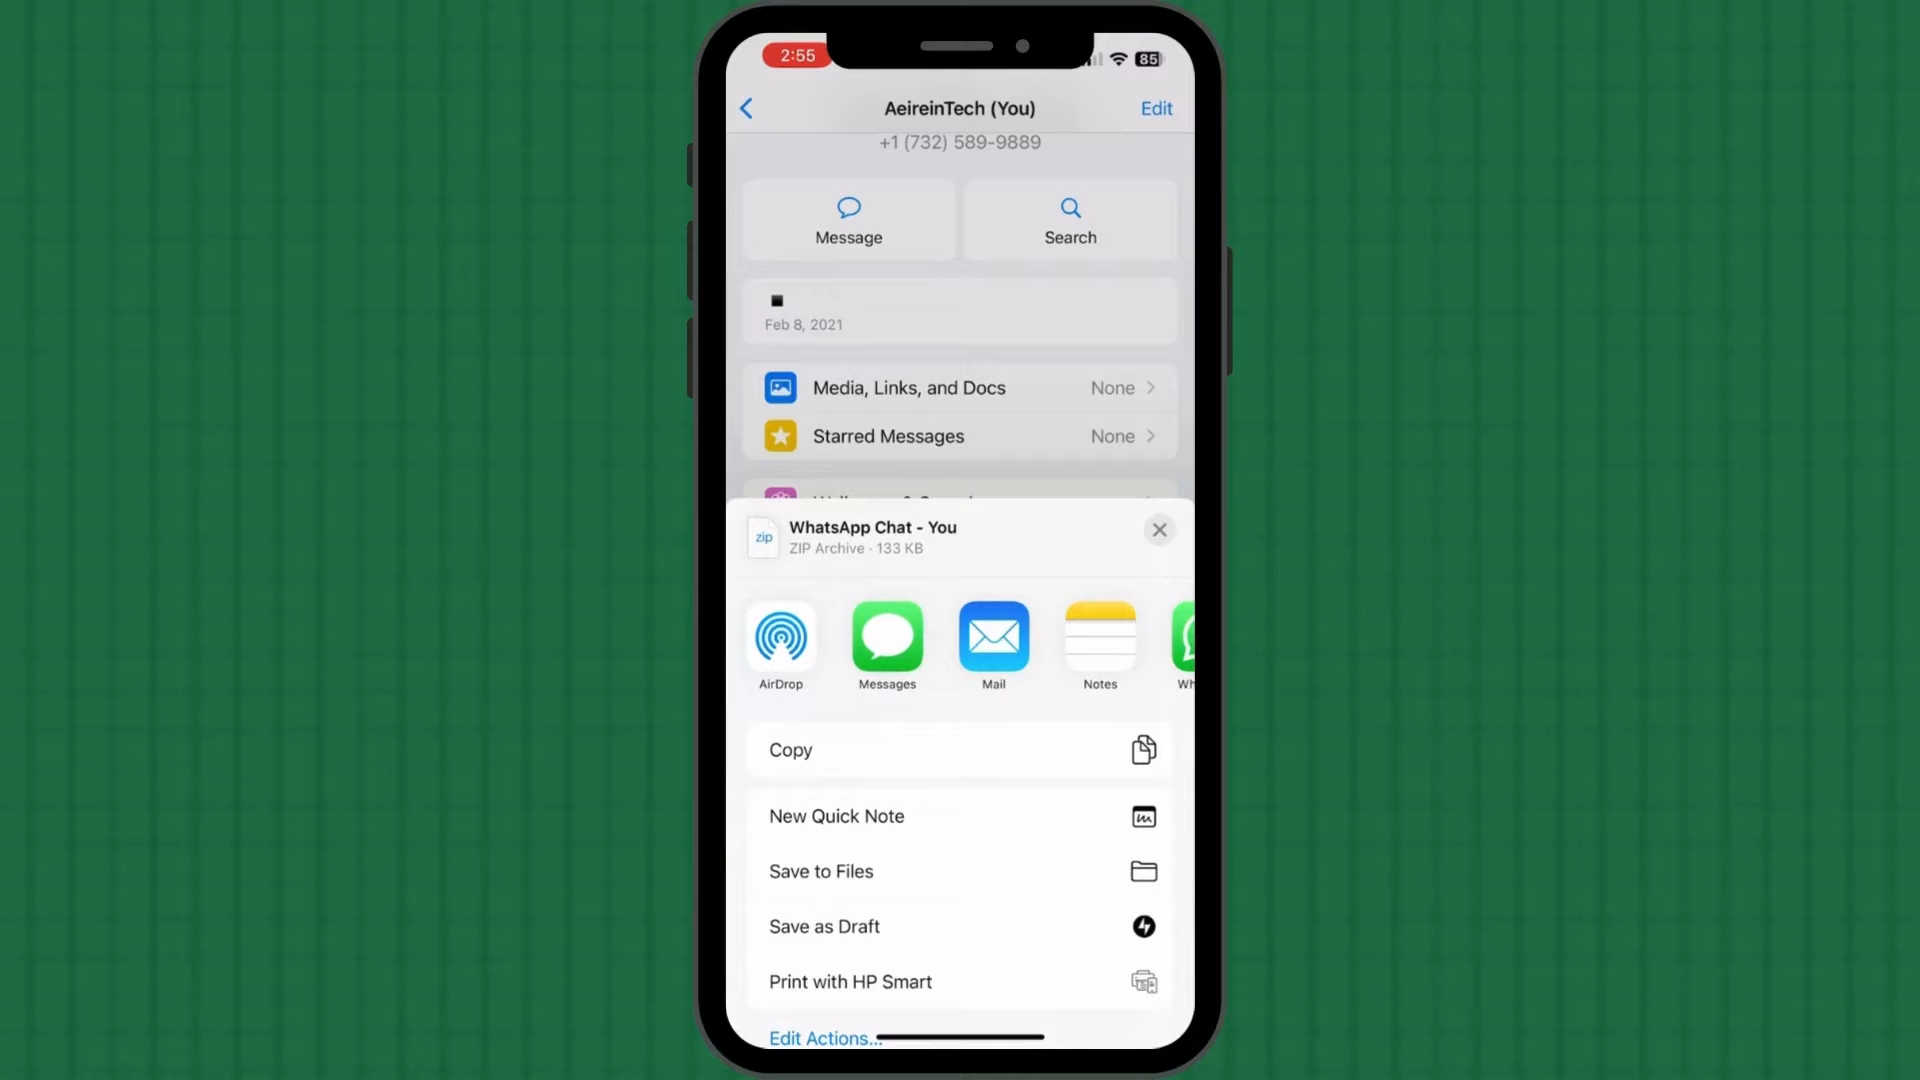 2:55
85
AeireinTech (You)
Edit
+1 (732) 589-9889
Message
Search
Feb 8, 2021
Media, Links, and Docs
None
Starred Messages
None
zip
WhatsApp Chat - You
ZIP Archive · 133 KB
AirDrop
Messages
Mail
Notes
Wh
Copy
New Quick Note
Save to Files
Save as Draft
Print with HP Smart
Edit Actions...